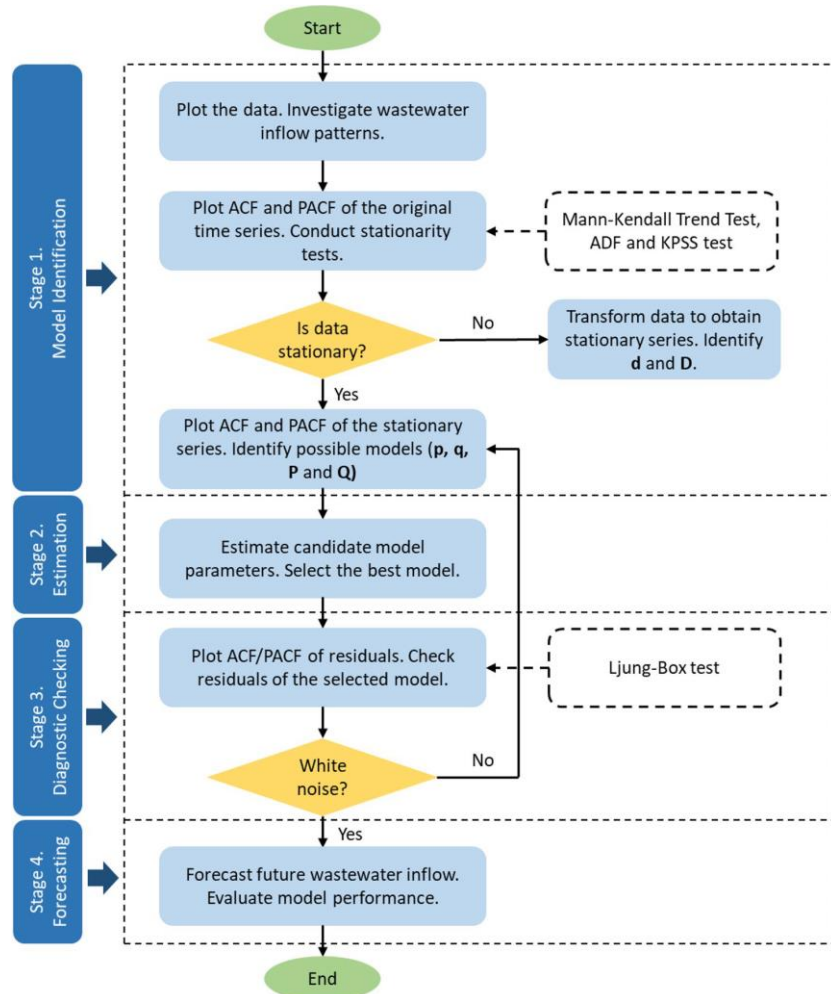 Start
Stage 1.
Model Identification
Plot the data. Investigate wastewater
inflow patterns.
Plot ACF and PACF of the original
time series. Conduct stationarity
tests.
Mann-Kendall Trend Test,
ADF and KPSS test
Is data
stationary?
No
Transform data to obtain
stationary series. Identify
d and D.
Yes
Plot ACF and PACF of the stationary
series. Identify possible models (p, q,
P and Q)
Stage 2.
Estimation
Estimate candidate model
parameters. Select the best model.
Stage 3.
Diagnostic Checking
Plot ACF/PACF of residuals. Check
residuals of the selected model.
Ljung-Box test
White
noise?
No
Yes
Stage 4.
Forecasting
Forecast future wastewater inflow.
Evaluate model performance.
End